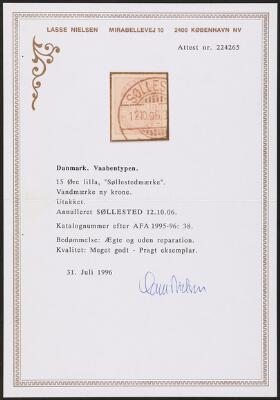 LASSE NIELSEN MIRABELLEVEJ 10 2400 KØBENHAVN NV
Attest nr. 224265
SØLLESTED
12.10.06.
Danmark. Vaabentypen.
15 Øre lilla, "Søllestedmærke".
Vandmærke ny krone.
Utakket.
Annulleret SØLLESTED 12.10.06.
Katalognummer efter AFA 1995-96: 38.
Bedømmelse: Ægte og uden reparation.
Kvalitet: Meget godt - Pragt eksemplar.
31. Juli 1996